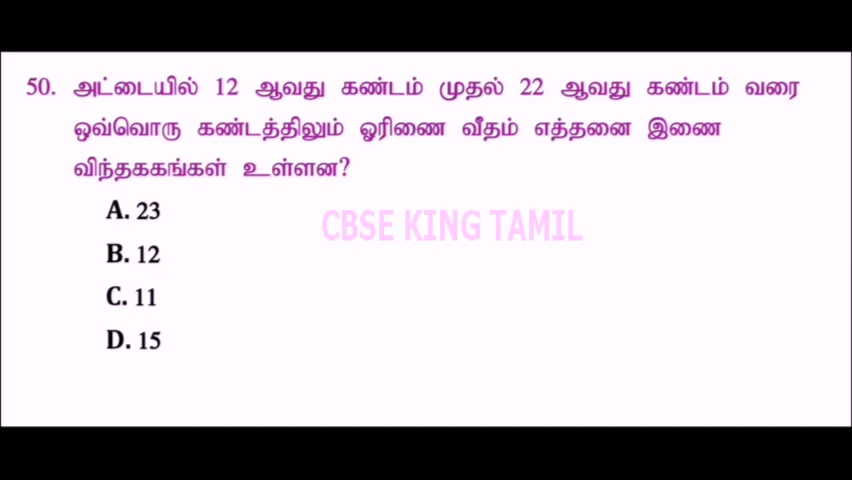 50. அட்டையில் 12 ஆவது கண்டம் முதல் 22 ஆவது கண்டம் வரை
ஒவ்வொரு கண்டத்திலும் ஓரிணை வீதம் எத்தனை இணை
விந்தககங்கள் உள்ளன?
A. 23
CBSE KING TAMIL
B. 12
C. 11
D. 15